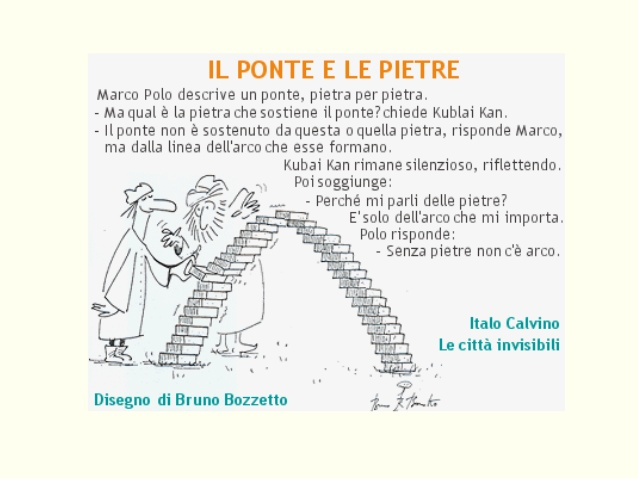 IL PONTE E LE PIETRE
Marco Polo descrive un ponte, pietra per pietra.
- Ma qual è la pietra che sostiene il ponte? chiede Kublai Kan.
- Il ponte non è sostenuto da questa o quella pietra, risponde Marco,
ma dalla linea dell'arco che esse formano.
Kubai Kan rimane silenzioso, riflettendo.
Poi soggiunge:
- Perché mi parli delle pietre?
E' solo dell'arco che mi importa.
Polo risponde:
- Senza pietre non c'è arco.
Italo Calvino
Le città invisibili
Disegno di Bruno Bozzetto